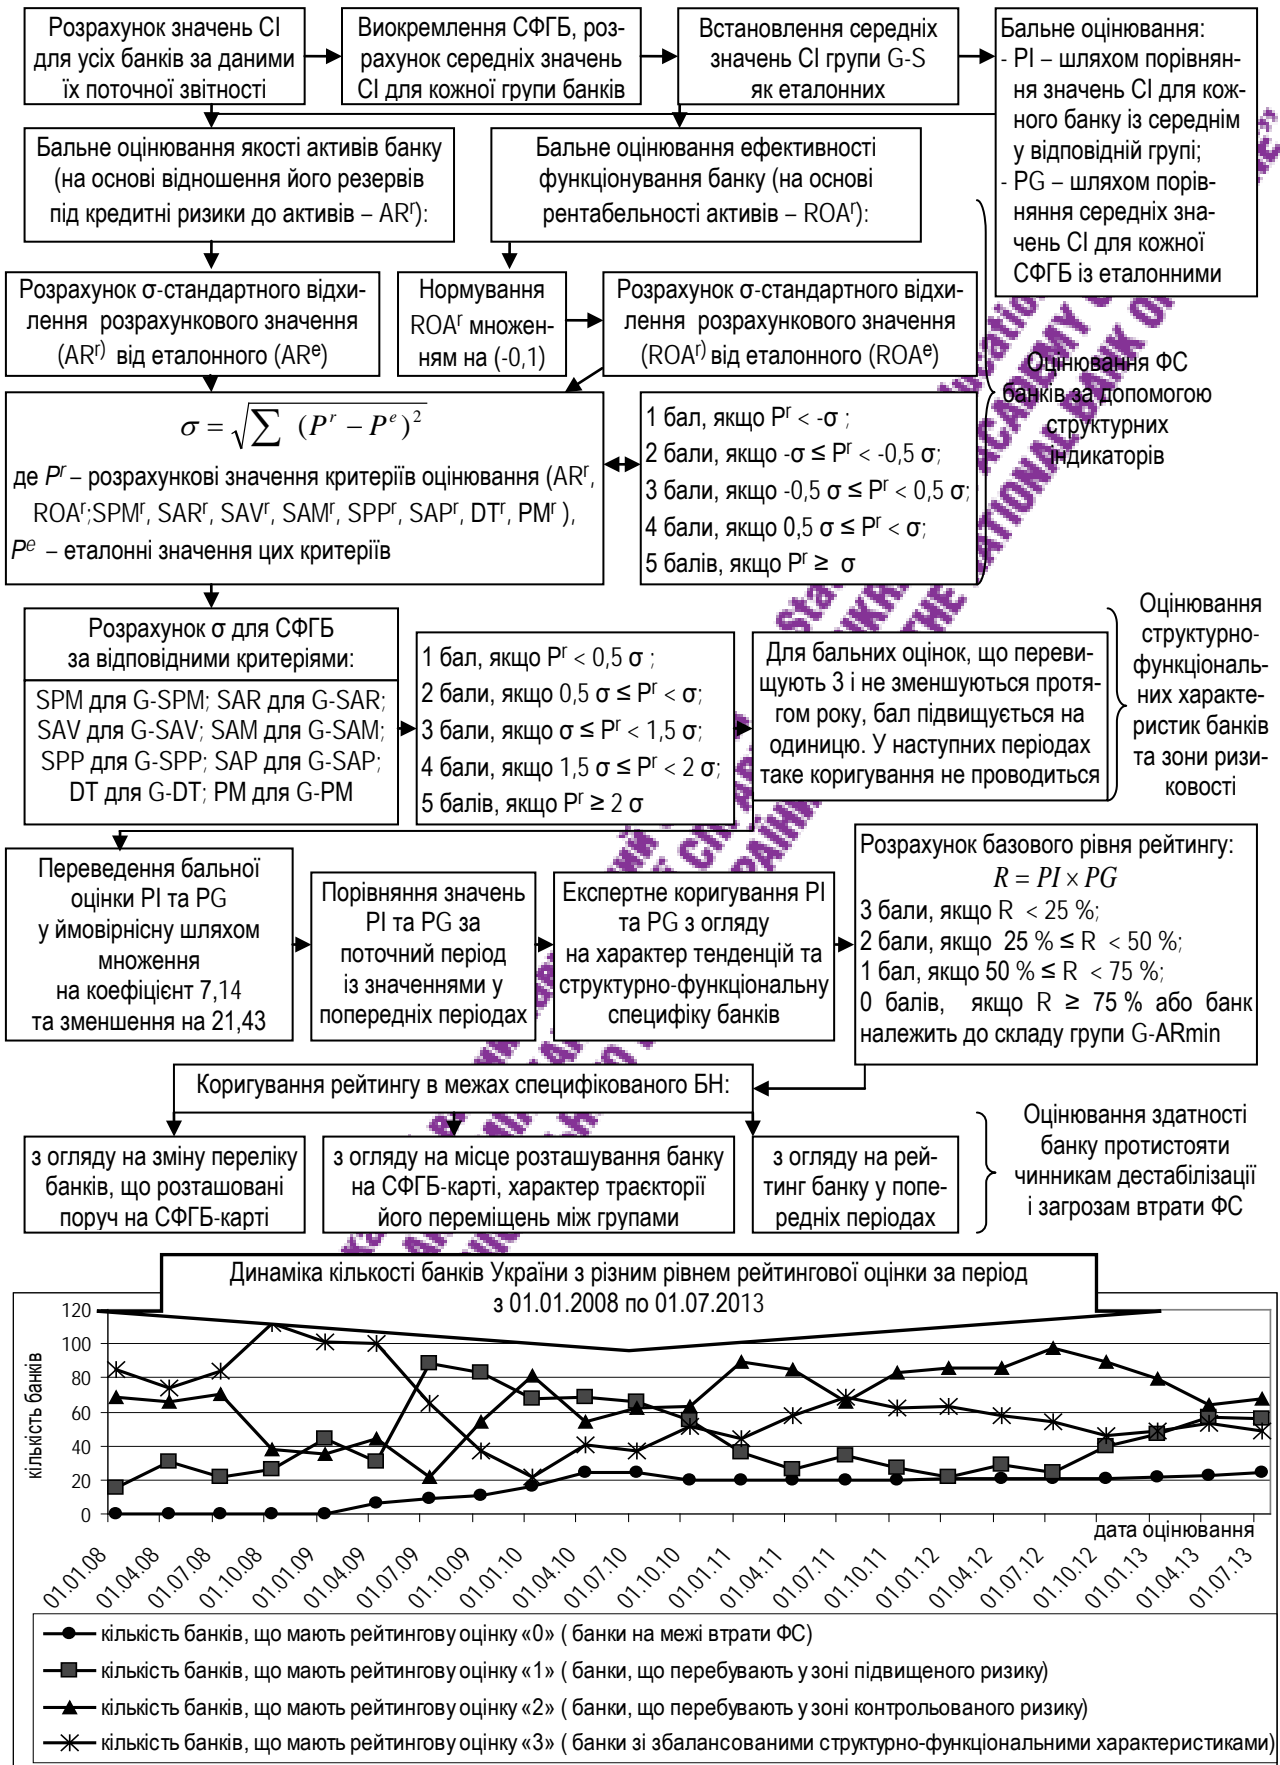 Розрахунок значень СІ
для усіх банків за даними
їх поточної звітності
Виокремлення СФГБ, роз-
рахунок середніх значень
СІ для кожної групи банків
Встановлення середніх
значень СІ групи G-S
як еталонних
Бальне оцінювання:
- PI – шляхом порівнян-
ня значень СІ для кож-
ного банку із середнім
у відповідній групі;
- PG – шляхом порів-
няння середніх зна-
чень СІ для кожної
СФГБ із еталонними
Бальне оцінювання якості активів банку
(на основі відношення його резервів
під кредитні ризики до активів – ARʳ):
Бальне оцінювання ефективності
функціонування банку (на основі
рентабельності активів – ROAʳ):
Розрахунок σ-стандартного відхи-
лення розрахункового значення
(ARʳ⁾ від еталонного (ARᵉ)
Нормування
ROAʳ множен-
ням на (-0,1)
Розрахунок σ-стандартного відхи-
лення розрахункового значення
(ROAʳ⁾ від еталонного (ROAᵉ)
Оцінювання ФС
банків за допомогою
структурних
індикаторів
σ = √∑ (Pʳ – Pᵉ)²
де Pʳ – розрахункові значення критеріїв оцінювання (ARʳ,
ROAʳ;SPMʳ, SARʳ, SAVʳ, SAMʳ, SPPʳ, SAPʳ, DTʳ, PMʳ ),
Pᵉ – еталонні значення цих критеріїв
1 бал, якщо Pʳ < -σ ;
2 бали, якщо -σ ≤ Pʳ < -0,5 σ;
3 бали, якщо -0,5 σ ≤ Pʳ < 0,5 σ;
4 бали, якщо 0,5 σ ≤ Pʳ < σ;
5 балів, якщо Pʳ ≥ σ
Розрахунок σ для СФГБ
за відповідними критеріями:
SPM для G-SPM; SAR для G-SAR;
SAV для G-SAV; SAM для G-SAM;
SPP для G-SPP; SAP для G-SAP;
DT для G-DT; PM для G-PM
1 бал, якщо Pʳ < 0,5 σ ;
2 бали, якщо 0,5 σ ≤ Pʳ < σ;
3 бали, якщо σ ≤ Pʳ < 1,5 σ;
4 бали, якщо 1,5 σ ≤ Pʳ < 2 σ;
5 балів, якщо Pʳ ≥ 2 σ
Для бальних оцінок, що переви-
щують 3 і не зменшуються протя-
гом року, бал підвищується на
одиницю. У наступних періодах
таке коригування не проводиться
Оцінювання
структурно-
функціональ-
них характе-
ристик банків
та зони ризи-
ковості
Переведення бальної
оцінки PI та PG
у ймовірнісну шляхом
множення
на коефіцієнт 7,14
та зменшення на 21,43
Порівняння значень
PI та PG за
поточний період
із значеннями у
попередніх періодах
Експертне коригування PI
та PG з огляду
на характер тенденцій та
структурно-функціональну
специфіку банків
Розрахунок базового рівня рейтингу:
R = PI × PG
3 бали, якщо R < 25 %;
2 бали, якщо 25 % ≤ R < 50 %;
1 бал, якщо 50 % ≤ R < 75 %;
0 балів, якщо R ≥ 75 % або банк
належить до складу групи G-ARmin
Коригування рейтингу в межах специфікованого БН:
з огляду на зміну переліку
банків, що розташовані
поруч на СФГБ-карті
з огляду на місце розташування банку
на СФГБ-карті, характер траєкторії
його переміщень між групами
з огляду на рей-
тинг банку у попе-
редніх періодах
Оцінювання здатності
банку протистояти
чинникам дестабілізації
і загрозам втрати ФС
Динаміка кількості банків України з різним рівнем рейтингової оцінки за період
з 01.01.2008 по 01.07.2013
кількість банків
120
100
80
60
40
20
0
дата оцінювання
01.01.08
01.04.08
01.07.08
01.10.08
01.01.09
01.04.09
01.07.09
01.10.09
01.01.10
01.04.10
01.07.10
01.10.10
01.01.11
01.04.11
01.07.11
01.10.11
01.01.12
01.04.12
01.07.12
01.10.12
01.01.13
01.04.13
01.07.13
кількість банків, що мають рейтингову оцінку «0» ( банки на межі втрати ФС)
кількість банків, що мають рейтингову оцінку «1» ( банки, що перебувають у зоні підвищеного ризику)
кількість банків, що мають рейтингову оцінку «2» ( банки, що перебувають у зоні контрольованого ризику)
кількість банків, що мають рейтингову оцінку «3» ( банки зі збалансованими структурно-функціональними характеристиками)